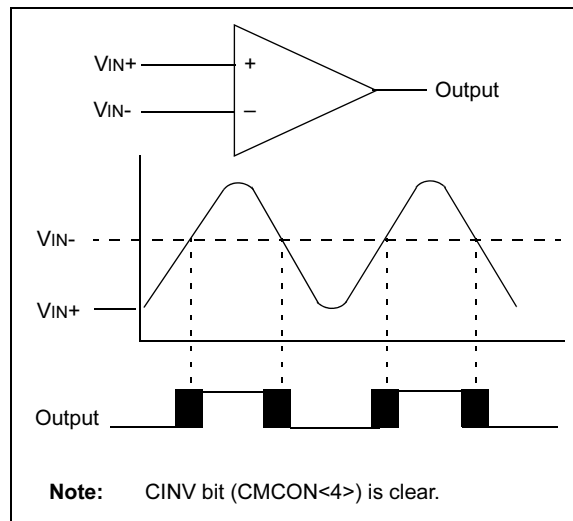 VIN+
+
Output
VIN-
–
VIN-
VIN+
Output
Note: CINV bit (CMCON<4>) is clear.